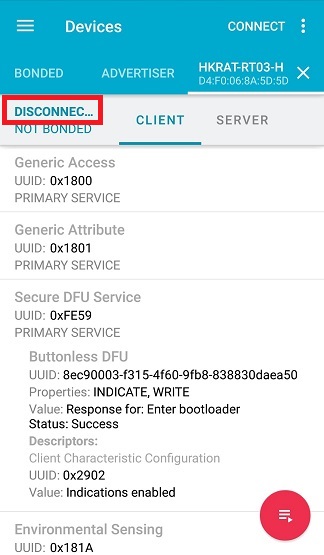 Devices
CONNECT
BONDED
ADVERTISER
HKRAT-RT03-H
D4:F0:06:8A:5D:5D
DISCONNEC...
NOT BONDED
CLIENT
SERVER
Generic Access
UUID: 0x1800
PRIMARY SERVICE
Generic Attribute
UUID: 0x1801
PRIMARY SERVICE
Secure DFU Service
UUID: 0xFE59
PRIMARY SERVICE
Buttonless DFU
UUID: 8ec90003-f315-4f60-9fb8-838830daea50
Properties: INDICATE, WRITE
Value: Response for: Enter bootloader
Status: Success
Descriptors:
Client Characteristic Configuration
UUID: 0x2902
Value: Indications enabled
Environmental Sensing
UUID: 0x181A